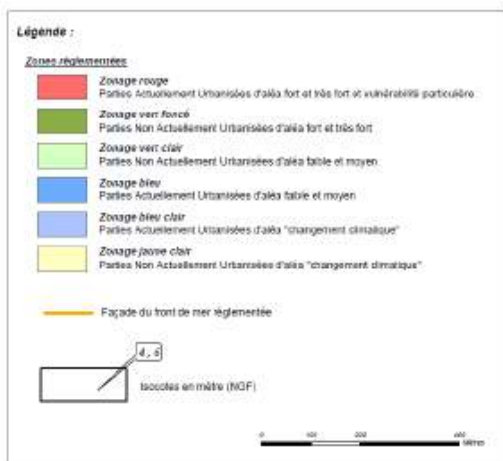 Légende :
Zones réglementées
Zonage rouge
Parties Actuellement Urbanisées d'aléa fort et très fort et vulnérabilité particulière
Zonage vert foncé
Parties Non Actuellement Urbanisées d'aléa fort et très fort
Zonage vert clair
Parties Non Actuellement Urbanisées d'aléa faible et moyen
Zonage bleu
Parties Actuellement Urbanisées d'aléa faible et moyen
Zonage bleu clair
Parties Actuellement Urbanisées d'aléa "changement climatique"
Zonage jaune clair
Parties Non Actuellement Urbanisées d'aléa "changement climatique"
Façade du front de mer réglementée
4,6
Isocotes en mètre (NGF)
0
Mètres